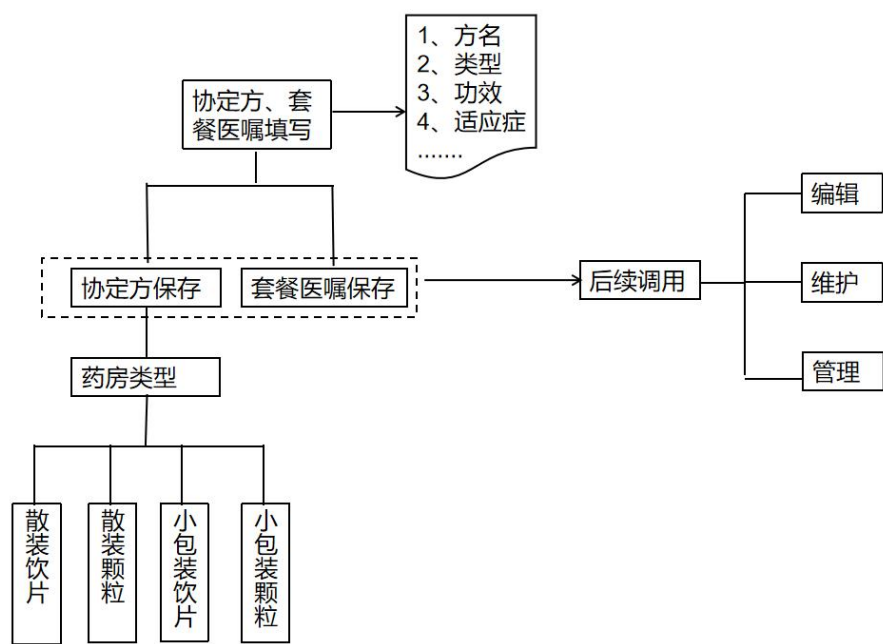 1、方名
2、类型
3、功效
4、适应症
.......
协定方、套
餐医嘱填写
编辑
协定方保存
套餐医嘱保存
后续调用
维护
药房类型
管理
散装饮片
散装颗粒
小包装饮片
小包装颗粒